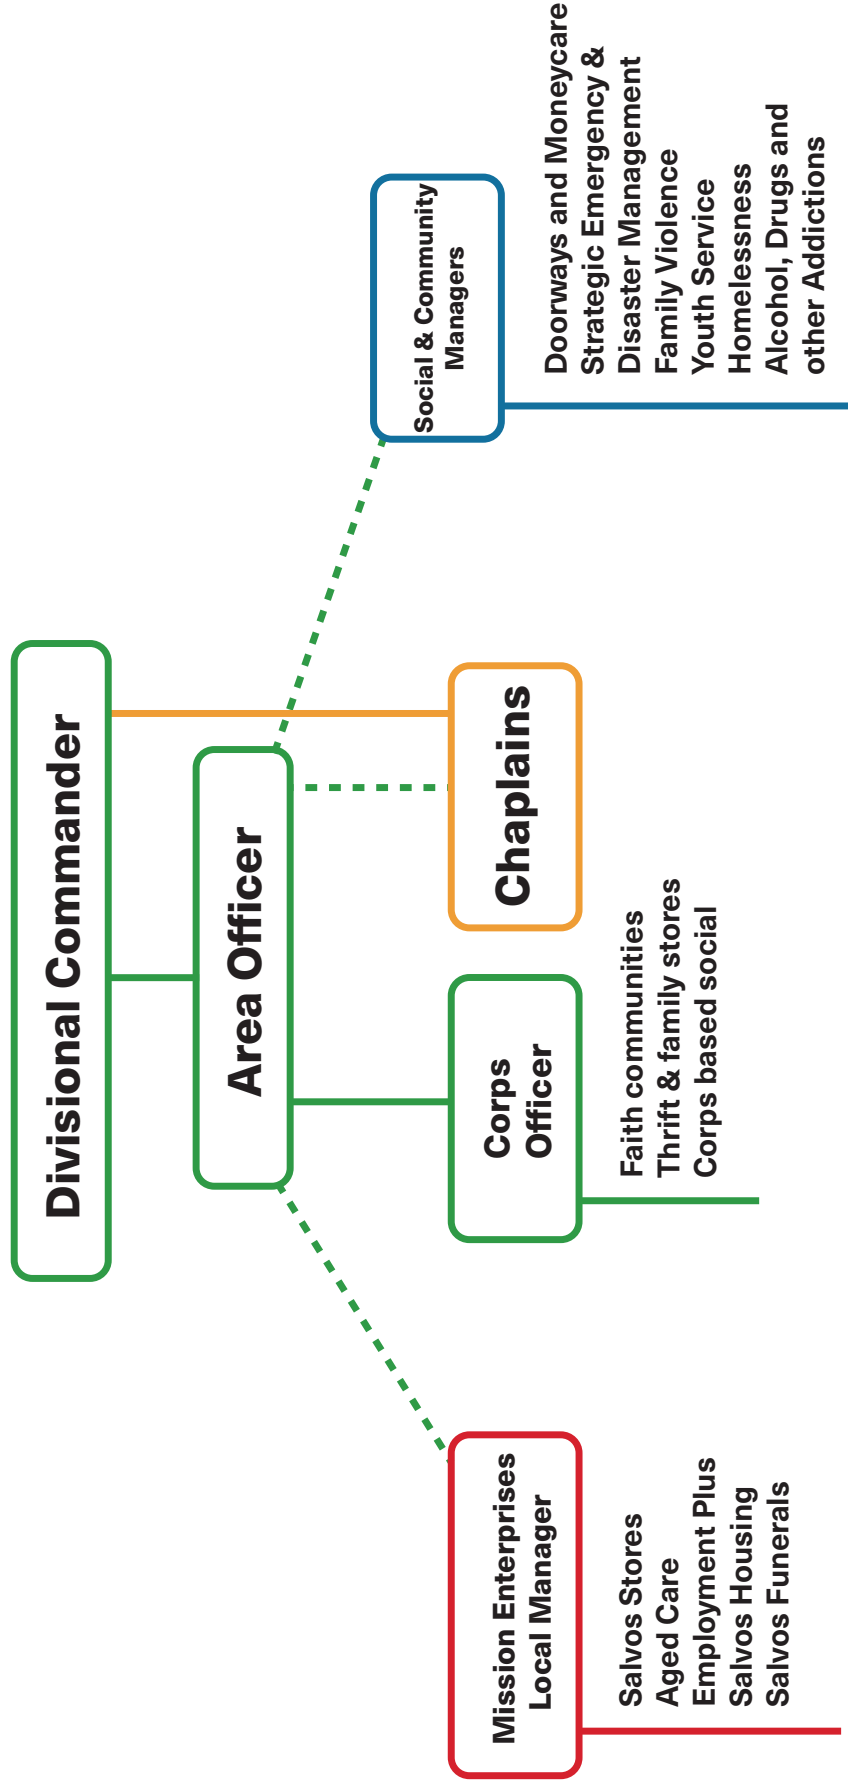 Divisional Commander
Area Officer
Mission Enterprises
Local Manager
Salvos Stores
Aged Care
Employment Plus
Salvos Housing
Salvos Funerals
Corps
Officer
Faith communities
Thrift & family stores
Corps based social
Chaplains
Social & Community
Managers
Doorways and Moneycare
Strategic Emergency &
Disaster Management
Family Violence
Youth Service
Homelessness
Alcohol, Drugs and
other Addictions